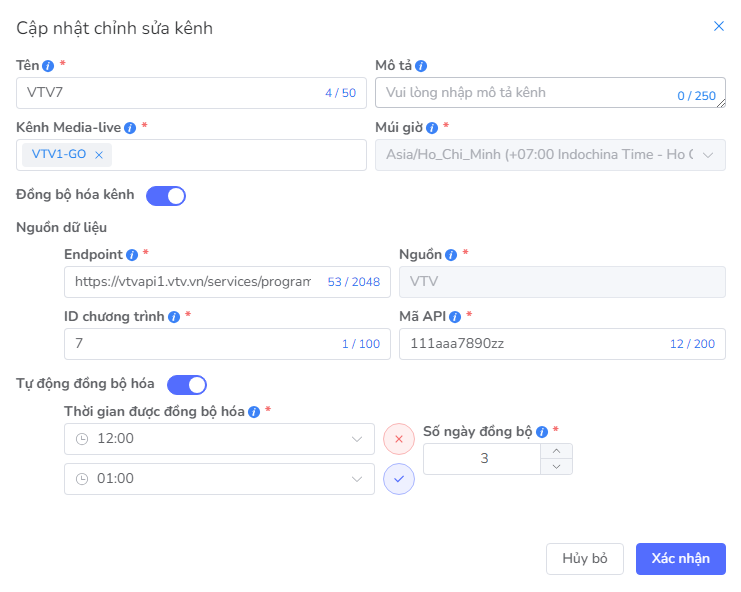 Cập nhật chỉnh sửa kênh
Tên * Mô tả
VTV7 4 / 50 Vui lòng nhập mô tả kênh 0 / 250
Kênh Media-live * Múi giờ *
VTV1-GO × Asia/Ho_Chi_Minh (+07:00 Indochina Time - Ho C
Đồng bộ hóa kênh
Nguồn dữ liệu
Endpoint * Nguồn *
https://vtvapi1.vtv.vn/services/program 53 / 2048 VTV
ID chương trình * Mã API *
7 1 / 100 111aaa7890zz 12 / 200
Tự động đồng bộ hóa
Thời gian được đồng bộ hóa * Số ngày đồng bộ *
12:00 3
01:00
Hủy bỏ Xác nhận